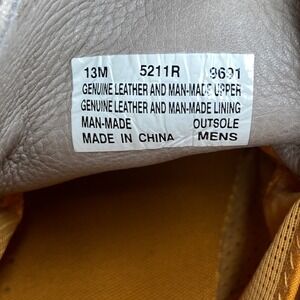 13M 5211R 9691
GENUINE LEATHER AND MAN-MADE UPPER
GENUINE LEATHER AND MAN-MADE LINING
MAN-MADE OUTSOLE
MADE IN CHINA MENS